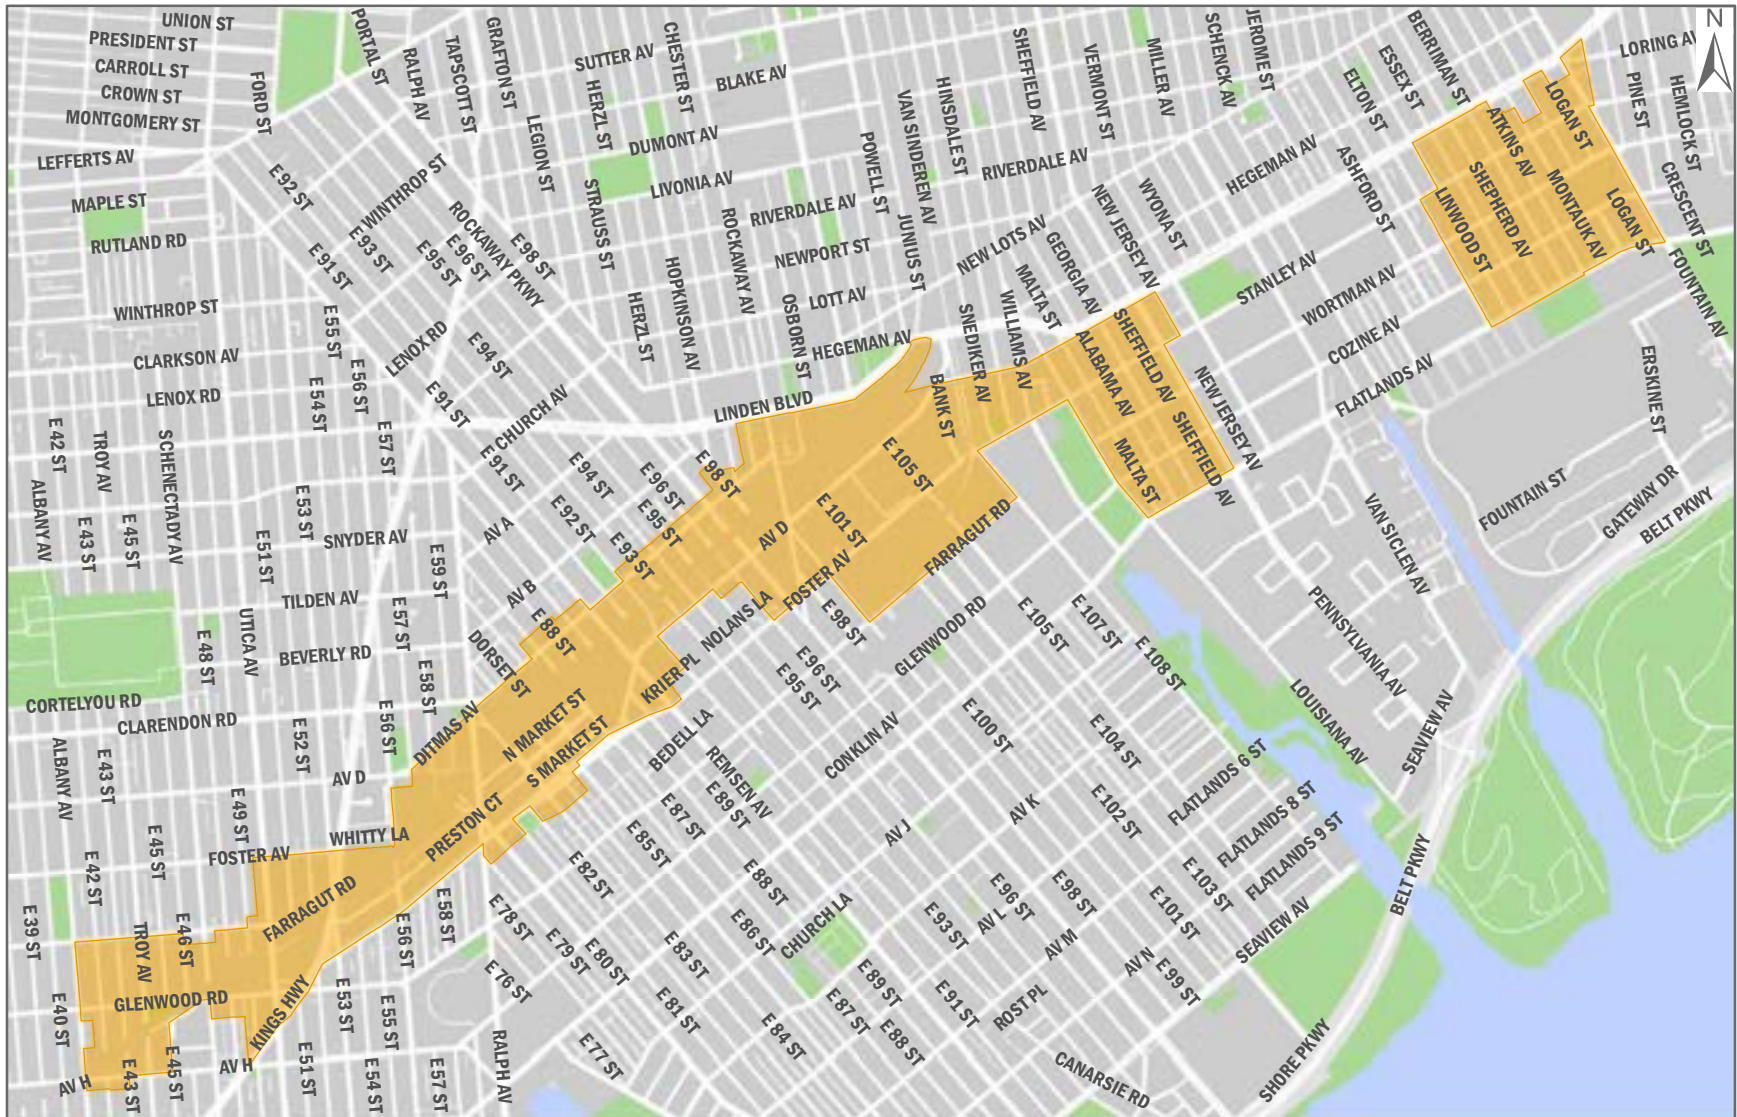 UNION ST
PRESIDENT ST
CARROLL ST
CROWN ST
MONTGOMERY ST
LEFFERTS AV
MAPLE ST
RUTLAND RD
FORD ST
PORTAL ST
RALPH AV
TAPSCOTT ST
GRAFTON ST
LEGION ST
SUTTER AV
HERZL ST
CHESTER ST
BLAKE AV
DUMONT AV
LIVONIA AV
STRAUSS ST
POWELL ST
VAN SINDEREN AV
HINSDALE ST
SHEFFIELD AV
VERMONT ST
MILLER AV
SCHENCK AV
JEROME ST
ELTON ST
ESSEX ST
BERRIMAN ST
LORING AV
N
PINE ST
HEMLOCK ST
CRESCENT ST
LOGAN ST
ATKINS AV
SHEPHERD AV
MONTAUK AV
LOGAN ST
LINWOOD ST
FOUNTAIN AV
RIVERDALE AV
HEGEMAN AV
ASHFORD ST
WYONA ST
NEW JERSEY AV
GEORGIA AV
NEW LOTS AV
MALTA ST
WILLIAMS AV
SNEDIKER AV
JUNIUS ST
RIVERDALE AV
NEWPORT ST
ROCKAWAY AV
HOPKINSON AV
HERZL ST
LOTT AV
OSBORN ST
HEGEMAN AV
LINDEN BLVD
BANK ST
STANLEY AV
WORTMAN AV
COZINE AV
FLATLANDS AV
ERSKINE ST
SHEFFIELD AV
ALABAMA AV
NEW JERSEY AV
SHEFFIELD AV
MALTA ST
E 92 ST
WINTHROP ST
E 93 ST
E 91 ST
E 95 ST
E 96 ST
ROCKAWAY PKWY
E 98 ST
WINTHROP ST
E 55 ST
CLARKSON AV
LENOX RD
LENOX RD
E 94 ST
E 56 ST
E 54 ST
E 91 ST
CHURCH AV
E 57 ST
E 42 ST
TROY AV
SCHENECTADY AV
ALBANY AV
E 43 ST
E 45 ST
E 53 ST
E 51 ST
SNYDER AV
E 59 ST
E 91 ST
E 94 ST
E 92 ST
E 96 ST
E 95 ST
E 98 ST
E 93 ST
AV A
AV B
E 105 ST
E 101 ST
AV D
FOSTER AV
FARRAGUT RD
VAN SICLEN AV
FOUNTAIN ST
GATEWAY DR
BELT PKWY
TILDEN AV
E 57 ST
UTICA AV
E 48 ST
BEVERLY RD
E 58 ST
DORSET ST
E 88 ST
NOLANS LA
KRIER PL
E 98 ST
E 96 ST
E 95 ST
GLENWOOD RD
E 105 ST
E 107 ST
E 108 ST
PENNSYLVANIA AV
LOUISIANA AV
SEAVIEW AV
CORTELYOU RD
CLARENDON RD
E 52 ST
E 56 ST
DITMAS AV
N MARKET ST
S MARKET ST
BEDELL LA
REMSEN AV
CONKLIN AV
E 100 ST
E 104 ST
E 102 ST
FLATLANDS 6 ST
FLATLANDS 8 ST
FLATLANDS 9 ST
ALBANY AV
E 43 ST
AV D
E 49 ST
WHITTY LA
FOSTER AV
PRESTON CT
E 87 ST
E 89 ST
E 85 ST
AV J
AV K
E 103 ST
E 101 ST
BELT PKWY
E 45 ST
E 42 ST
E 39 ST
TROY AV
E 46 ST
FARRAGUT RD
E 58 ST
E 56 ST
E 82 ST
E 78 ST
E 79 ST
E 80 ST
E 76 ST
E 83 ST
E 81 ST
E 88 ST
E 86 ST
CHURCH LA
E 93 ST
E 96 ST
AV L
E 98 ST
AV M
AV N
E 99 ST
SEAVIEW AV
E 40 ST
GLENWOOD RD
KINGS HWY
E 53 ST
E 55 ST
E 89 ST
E 87 ST
E 88 ST
E 91 ST
ROST PL
E 84 ST
AV H
E 43 ST
E 45 ST
AV H
E 51 ST
E 54 ST
E 57 ST
RALPH AV
E 77 ST
CANARSIE RD
SHORE PKWY